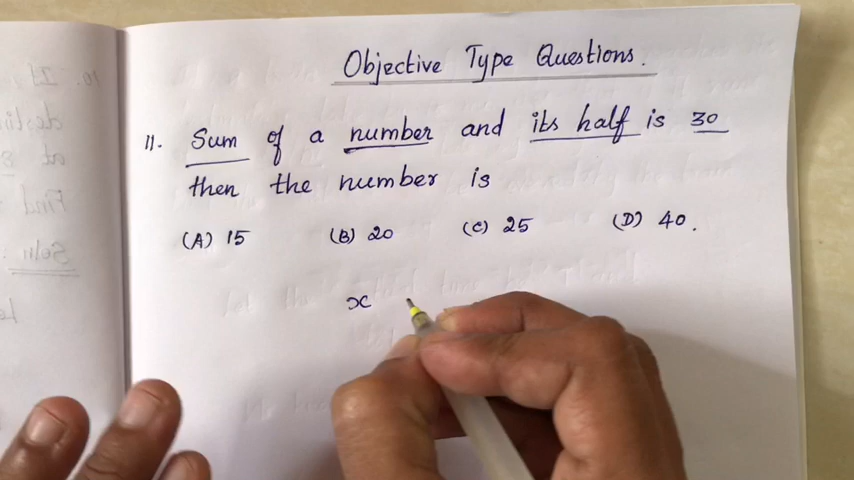 Objective Type Questions.
11. Sum of a number and its half is 30
then the number is
(A) 15 (B) 20 (C) 25 (D) 40.
x